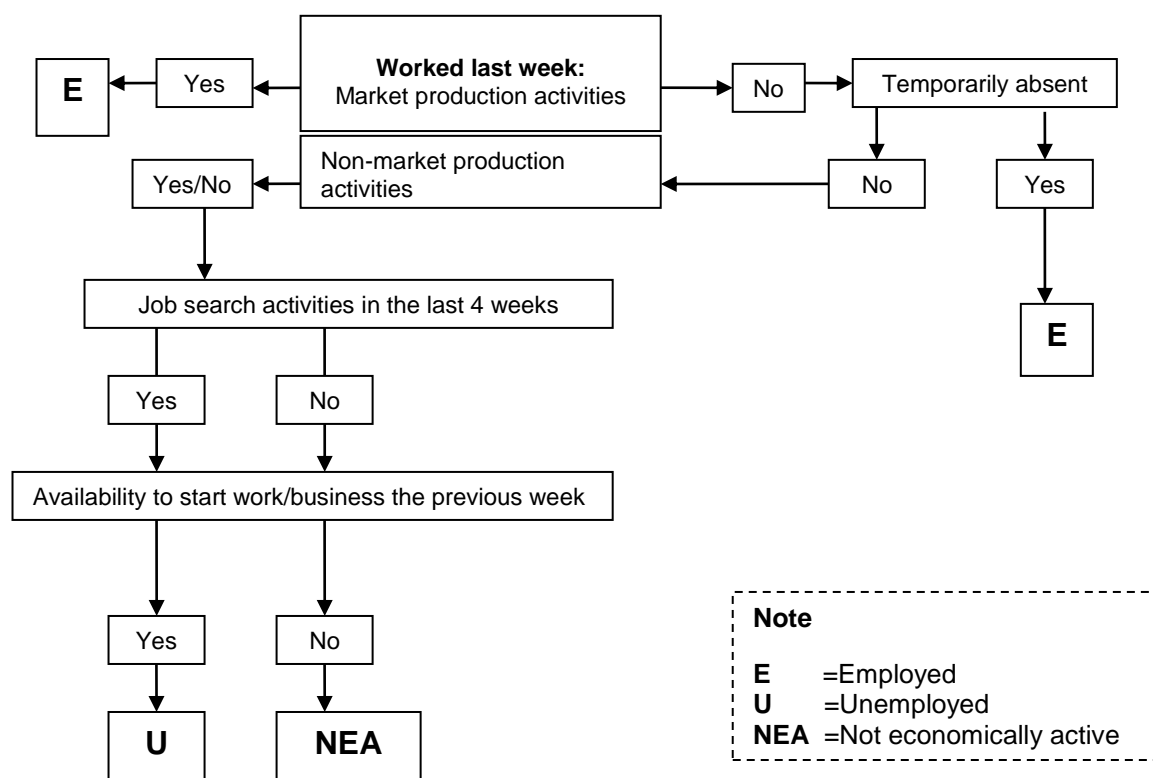 Worked last week:
Market production activities
E
Yes
No
Temporarily absent
Non-market production
activities
Yes/No
No
Yes
E
Job search activities in the last 4 weeks
Yes
No
Availability to start work/business the previous week
Yes
No
U
NEA
Note
E =Employed
U =Unemployed
NEA =Not economically active